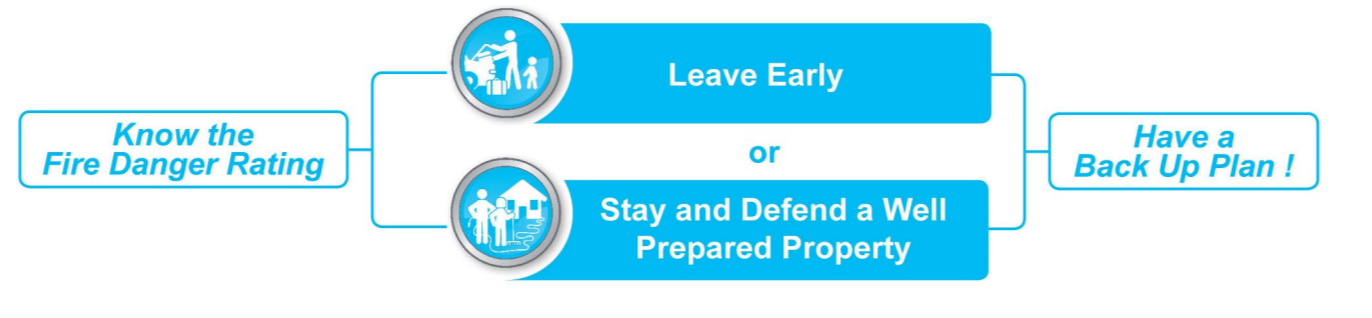 Know the
Fire Danger Rating
Leave Early
or
Stay and Defend a Well
Prepared Property
Have a
Back Up Plan !